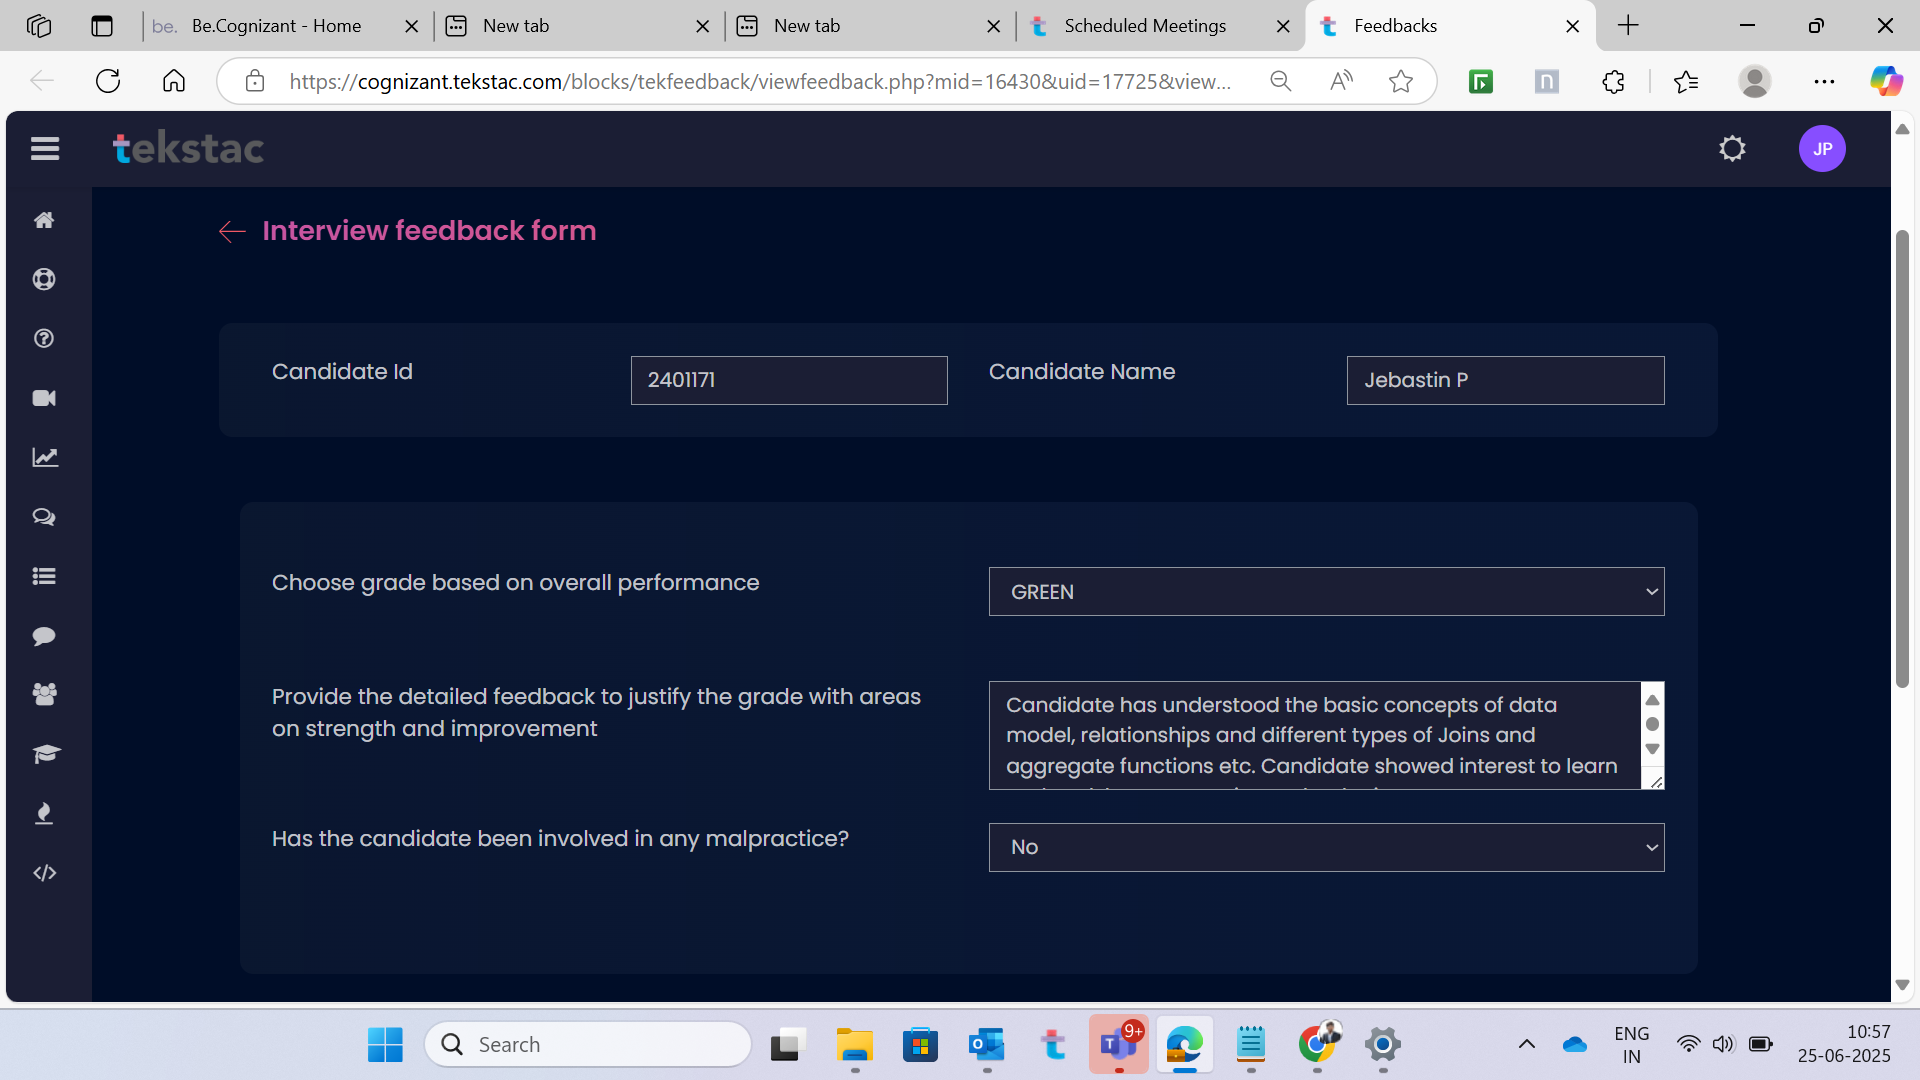 be. Be.Cognizant - Home
New tab
New tab
Scheduled Meetings
Feedbacks
https://cognizant.tekstac.com/blocks/tekfeedback/viewfeedback.php?mid=16430&uid=17725&view...
tekstac
JP
Interview feedback form
Candidate Id
2401171
Candidate Name
Jebastin P
Choose grade based on overall performance
GREEN
Provide the detailed feedback to justify the grade with areas
on strength and improvement
Candidate has understood the basic concepts of data
model, relationships and different types of Joins and
aggregate functions etc. Candidate showed interest to learn
Has the candidate been involved in any malpractice?
No
Search
9+
ENG
IN
10:57
25-06-2025